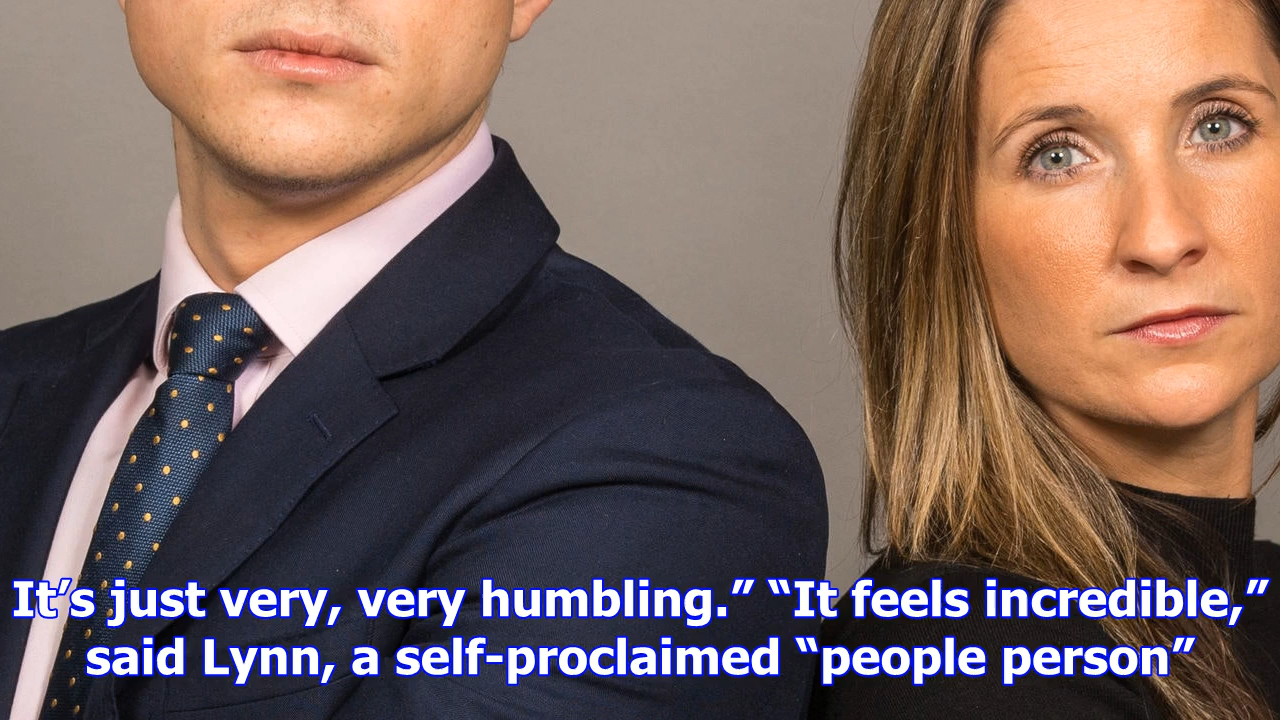 It’s just very, very humbling.” “It feels incredible,”
said Lynn, a self-proclaimed “people person”